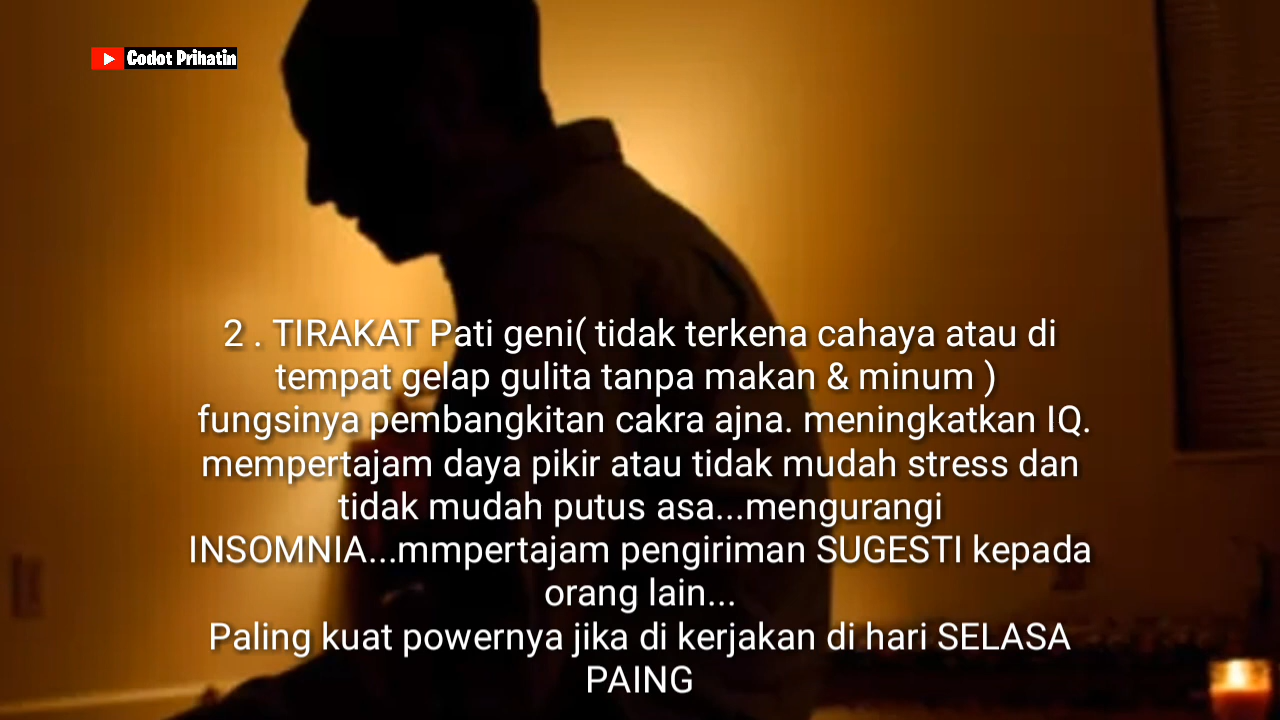 Codot Prihatin
2 . TIRAKAT Pati geni( tidak terkena cahaya atau di
tempat gelap gulita tanpa makan & minum )
fungsinya pembangkitan cakra ajna. meningkatkan IQ.
mempertajam daya pikir atau tidak mudah stress dan
tidak mudah putus asa...mengurangi
INSOMNIA...mmpertajam pengiriman SUGESTI kepada
orang lain...
Paling kuat powernya jika di kerjakan di hari SELASA
PAING